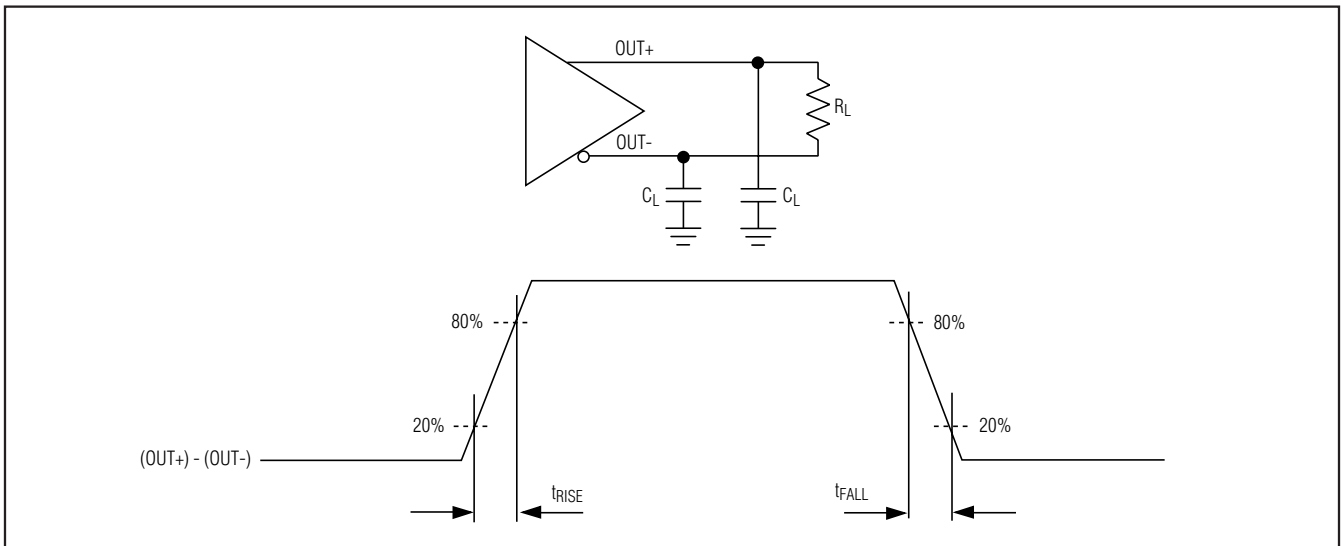 OUT+
RL
OUT-
CL
CL
80%
80%
20%
20%
(OUT+) - (OUT-)
tRISE
tFALL